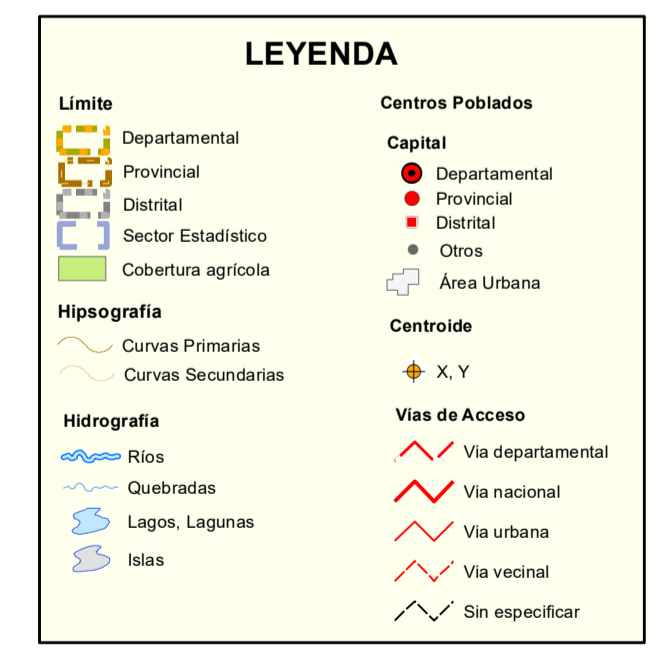 LEYENDA
Límite
Departamental
Provincial
Distrital
Sector Estadístico
Cobertura agrícola
Hipsografía
Curvas Primarias
Curvas Secundarias
Hidrografía
Ríos
Quebradas
Lagos, Lagunas
Islas
Centros Poblados
Capital
Departamental
Provincial
Distrital
Otros
Área Urbana
Centroide
X, Y
Vías de Acceso
Via departamental
Via nacional
Via urbana
Via vecinal
Sin especificar